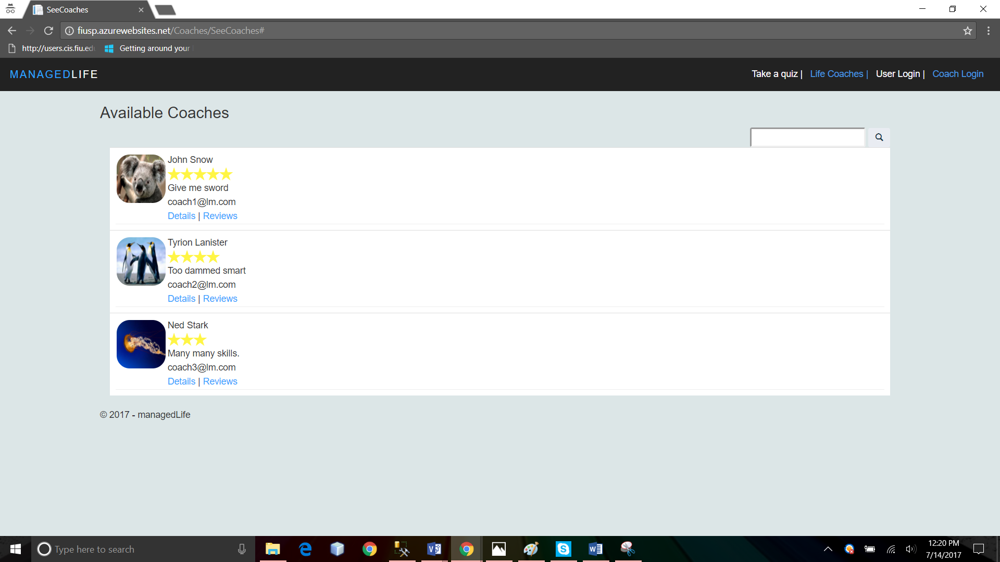 SeeCoaches
fiusp.azurewebsites.net/Coaches/SeeCoaches#
http://users.cis.fiu.ed Getting around your
MANAGEDLIFE
Take a quiz | Life Coaches | User Login | Coach Login
Available Coaches
John Snow
Give me sword
coach1@lm.com
Details | Reviews
Tyrion Lanister
Too dammed smart
coach2@lm.com
Details | Reviews
Ned Stark
Many many skills.
coach3@lm.com
Details | Reviews
© 2017 - managedLife
Type here to search
12:20 PM
7/14/2017